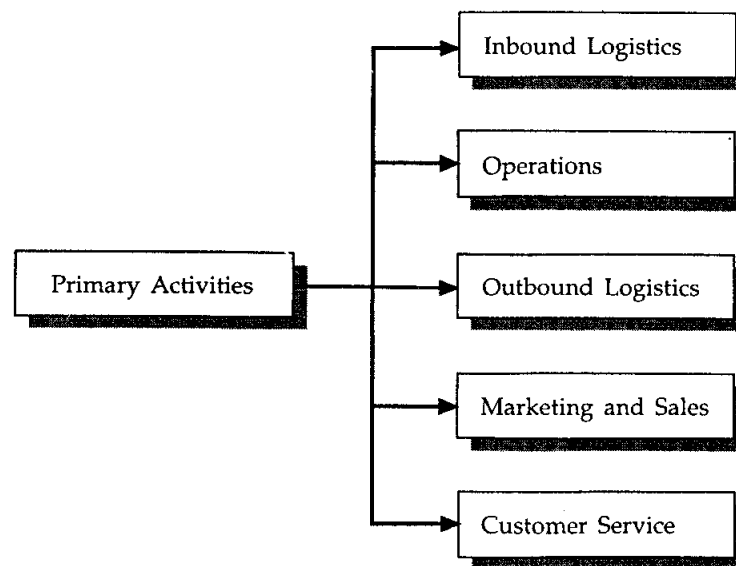 Inbound Logistics
Operations
Primary Activities
Outbound Logistics
Marketing and Sales
Customer Service